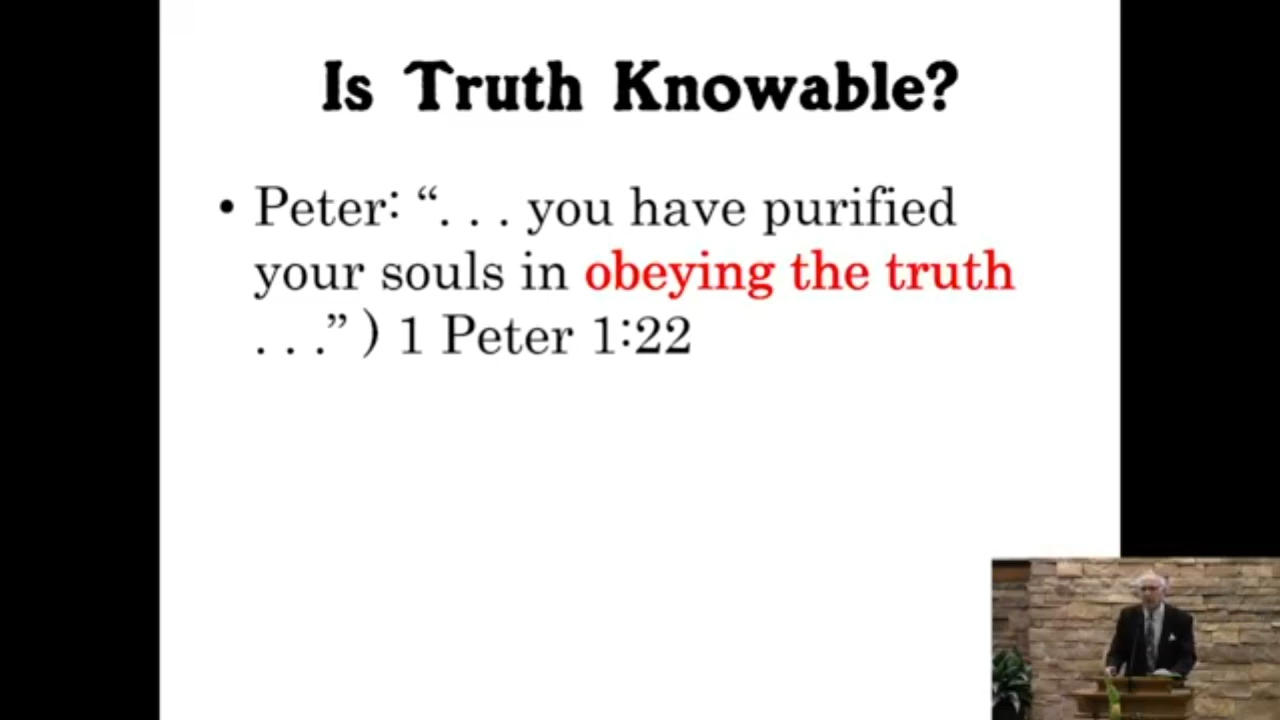 Is Truth Knowable?
• Peter: “. . . you have purified
your souls in obeying the truth
. . .” ) 1 Peter 1:22